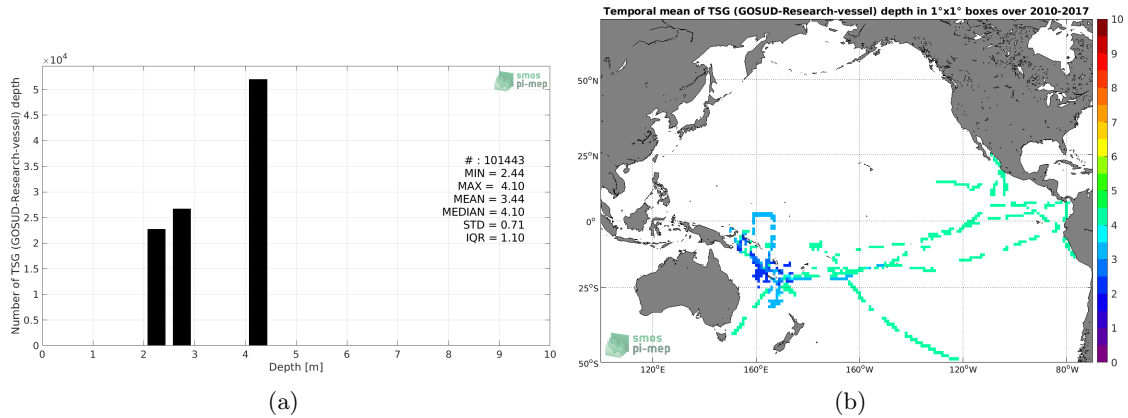 ×10⁴
5
4.5
4
3.5
3
2.5
2
1.5
1
0.5
0
Number of TSG (GOSUD-Research-vessel) depth
smos
pi-mep
# : 101443
MIN = 2.44
MAX = 4.10
MEAN = 3.44
MEDIAN = 4.10
STD = 0.71
IQR = 1.10
0 1 2 3 4 5 6 7 8 9 10
Depth [m]
(a)
Temporal mean of TSG (GOSUD-Research-vessel) depth in 1°x1° boxes over 2010-2017
50°N
25°N
0°
25°S
50°S
120°E 160°E 160°W 120°W 80°W
smos
pi-mep
10
9
8
7
6
5
4
3
2
1
0
(b)